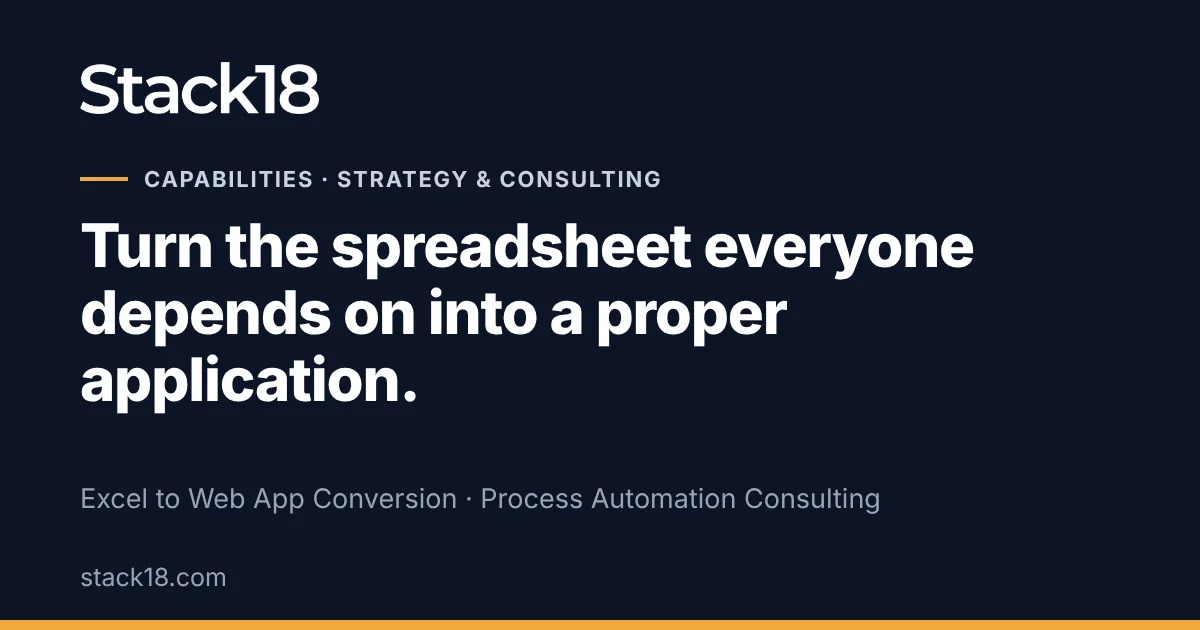 Stack18
CAPABILITIES · STRATEGY & CONSULTING
Turn the spreadsheet everyone
depends on into a proper
application.
Excel to Web App Conversion · Process Automation Consulting
stack18.com